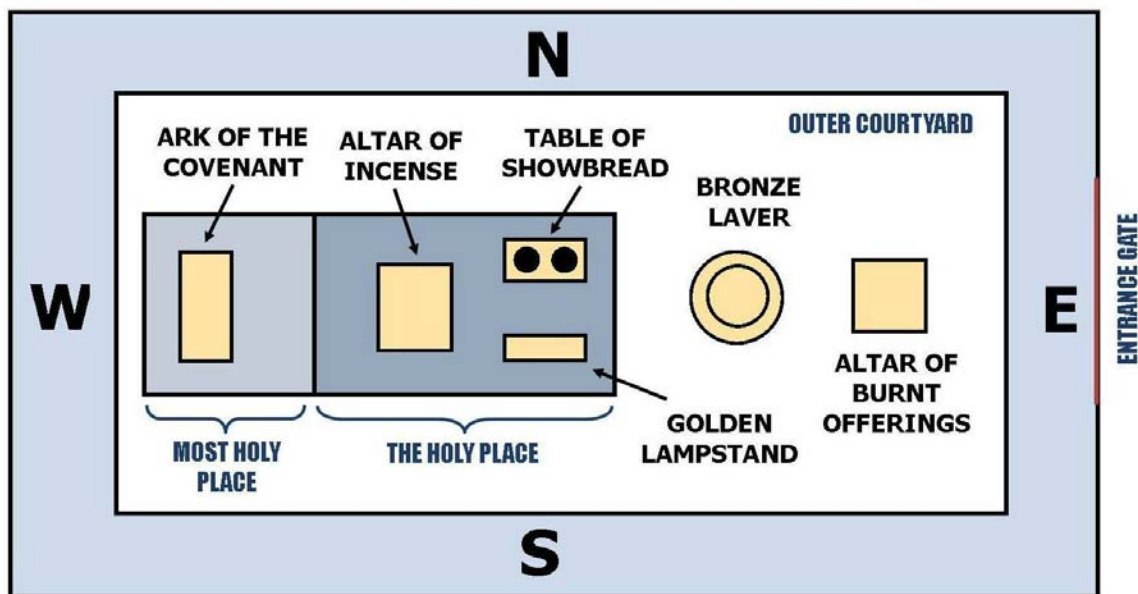 N
OUTER COURTYARD
ARK OF THE
COVENANT
ALTAR OF
INCENSE
TABLE OF
SHOWBREAD
BRONZE
LAVER
W
E
ENTRANCE GATE
ALTAR OF
BURNT
OFFERINGS
GOLDEN
LAMPSTAND
MOST HOLY
PLACE
THE HOLY PLACE
S